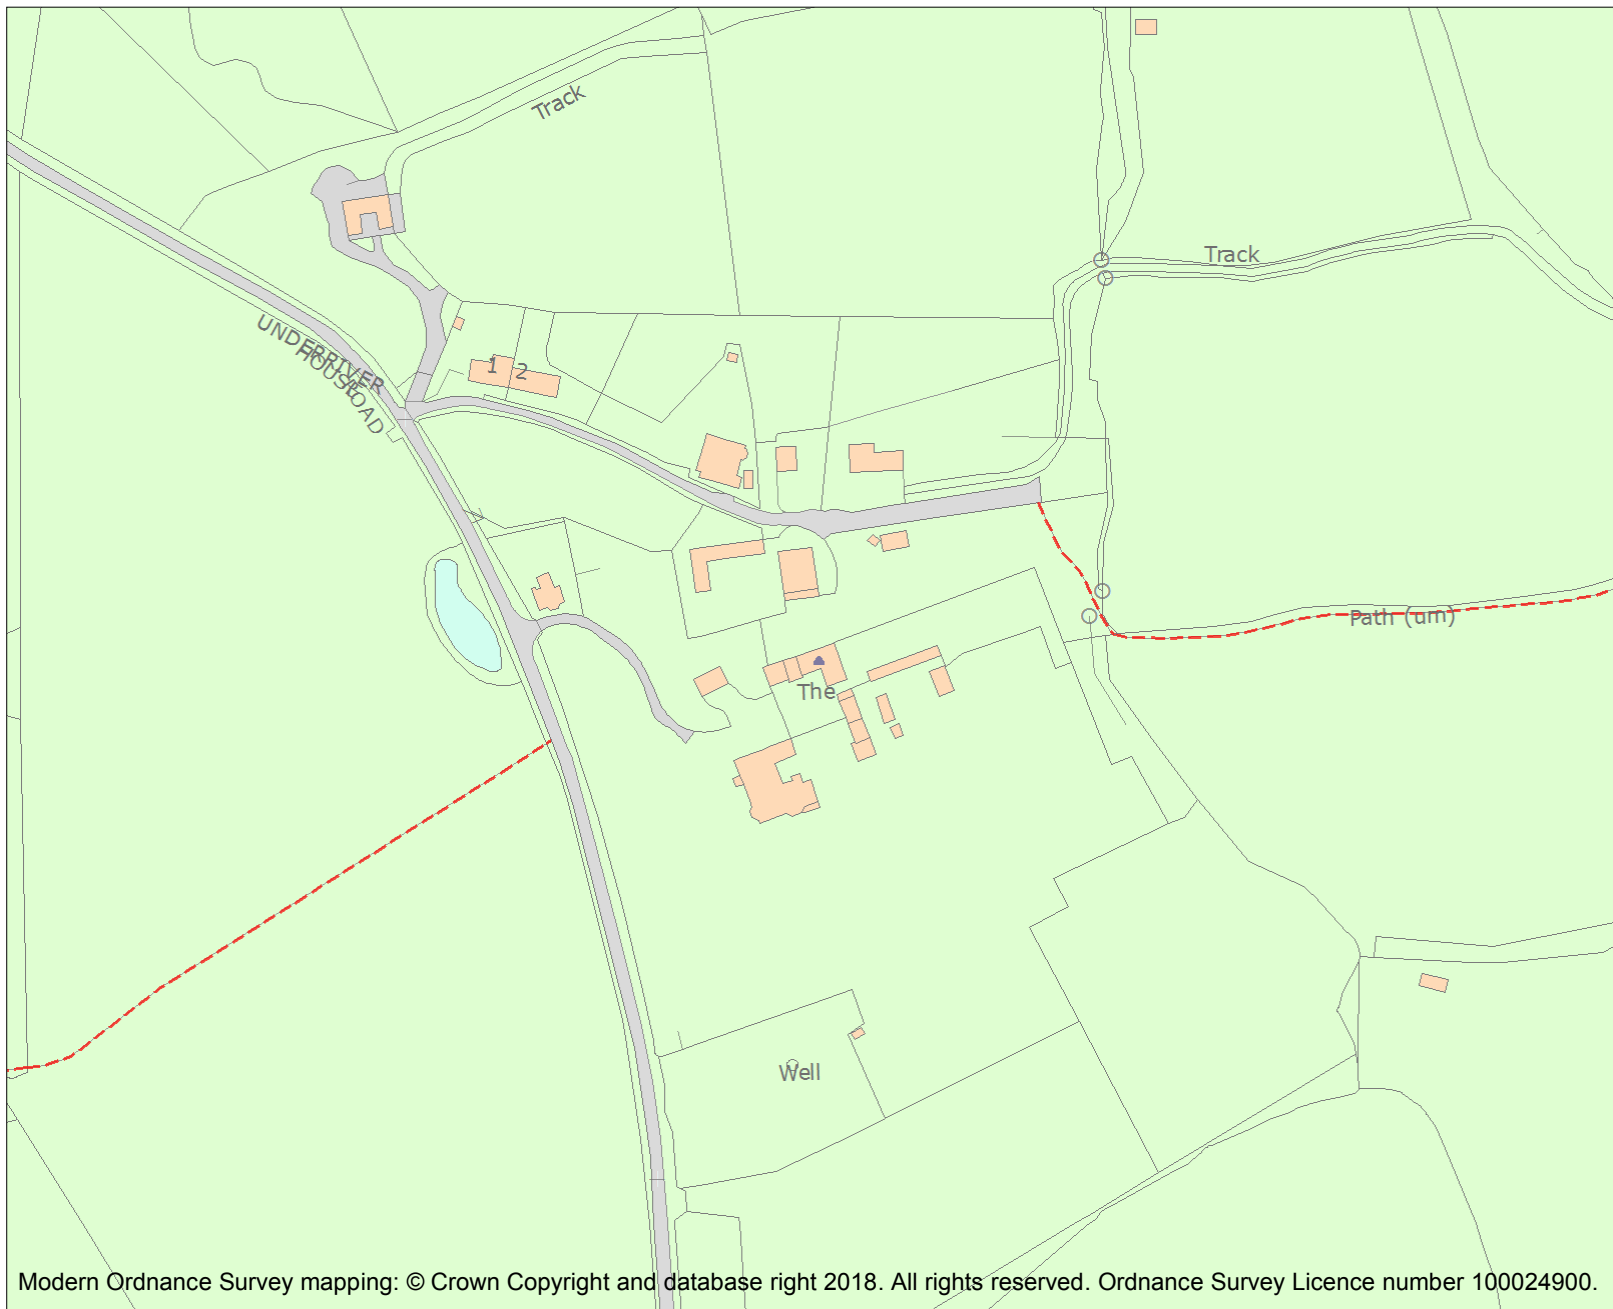 Track
Track
UNDERRIVER
HOUSE
ROAD
1
2
Path (um)
The
Well
Modern Ordnance Survey mapping: © Crown Copyright and database right 2018. All rights reserved. Ordnance Survey Licence number 100024900.